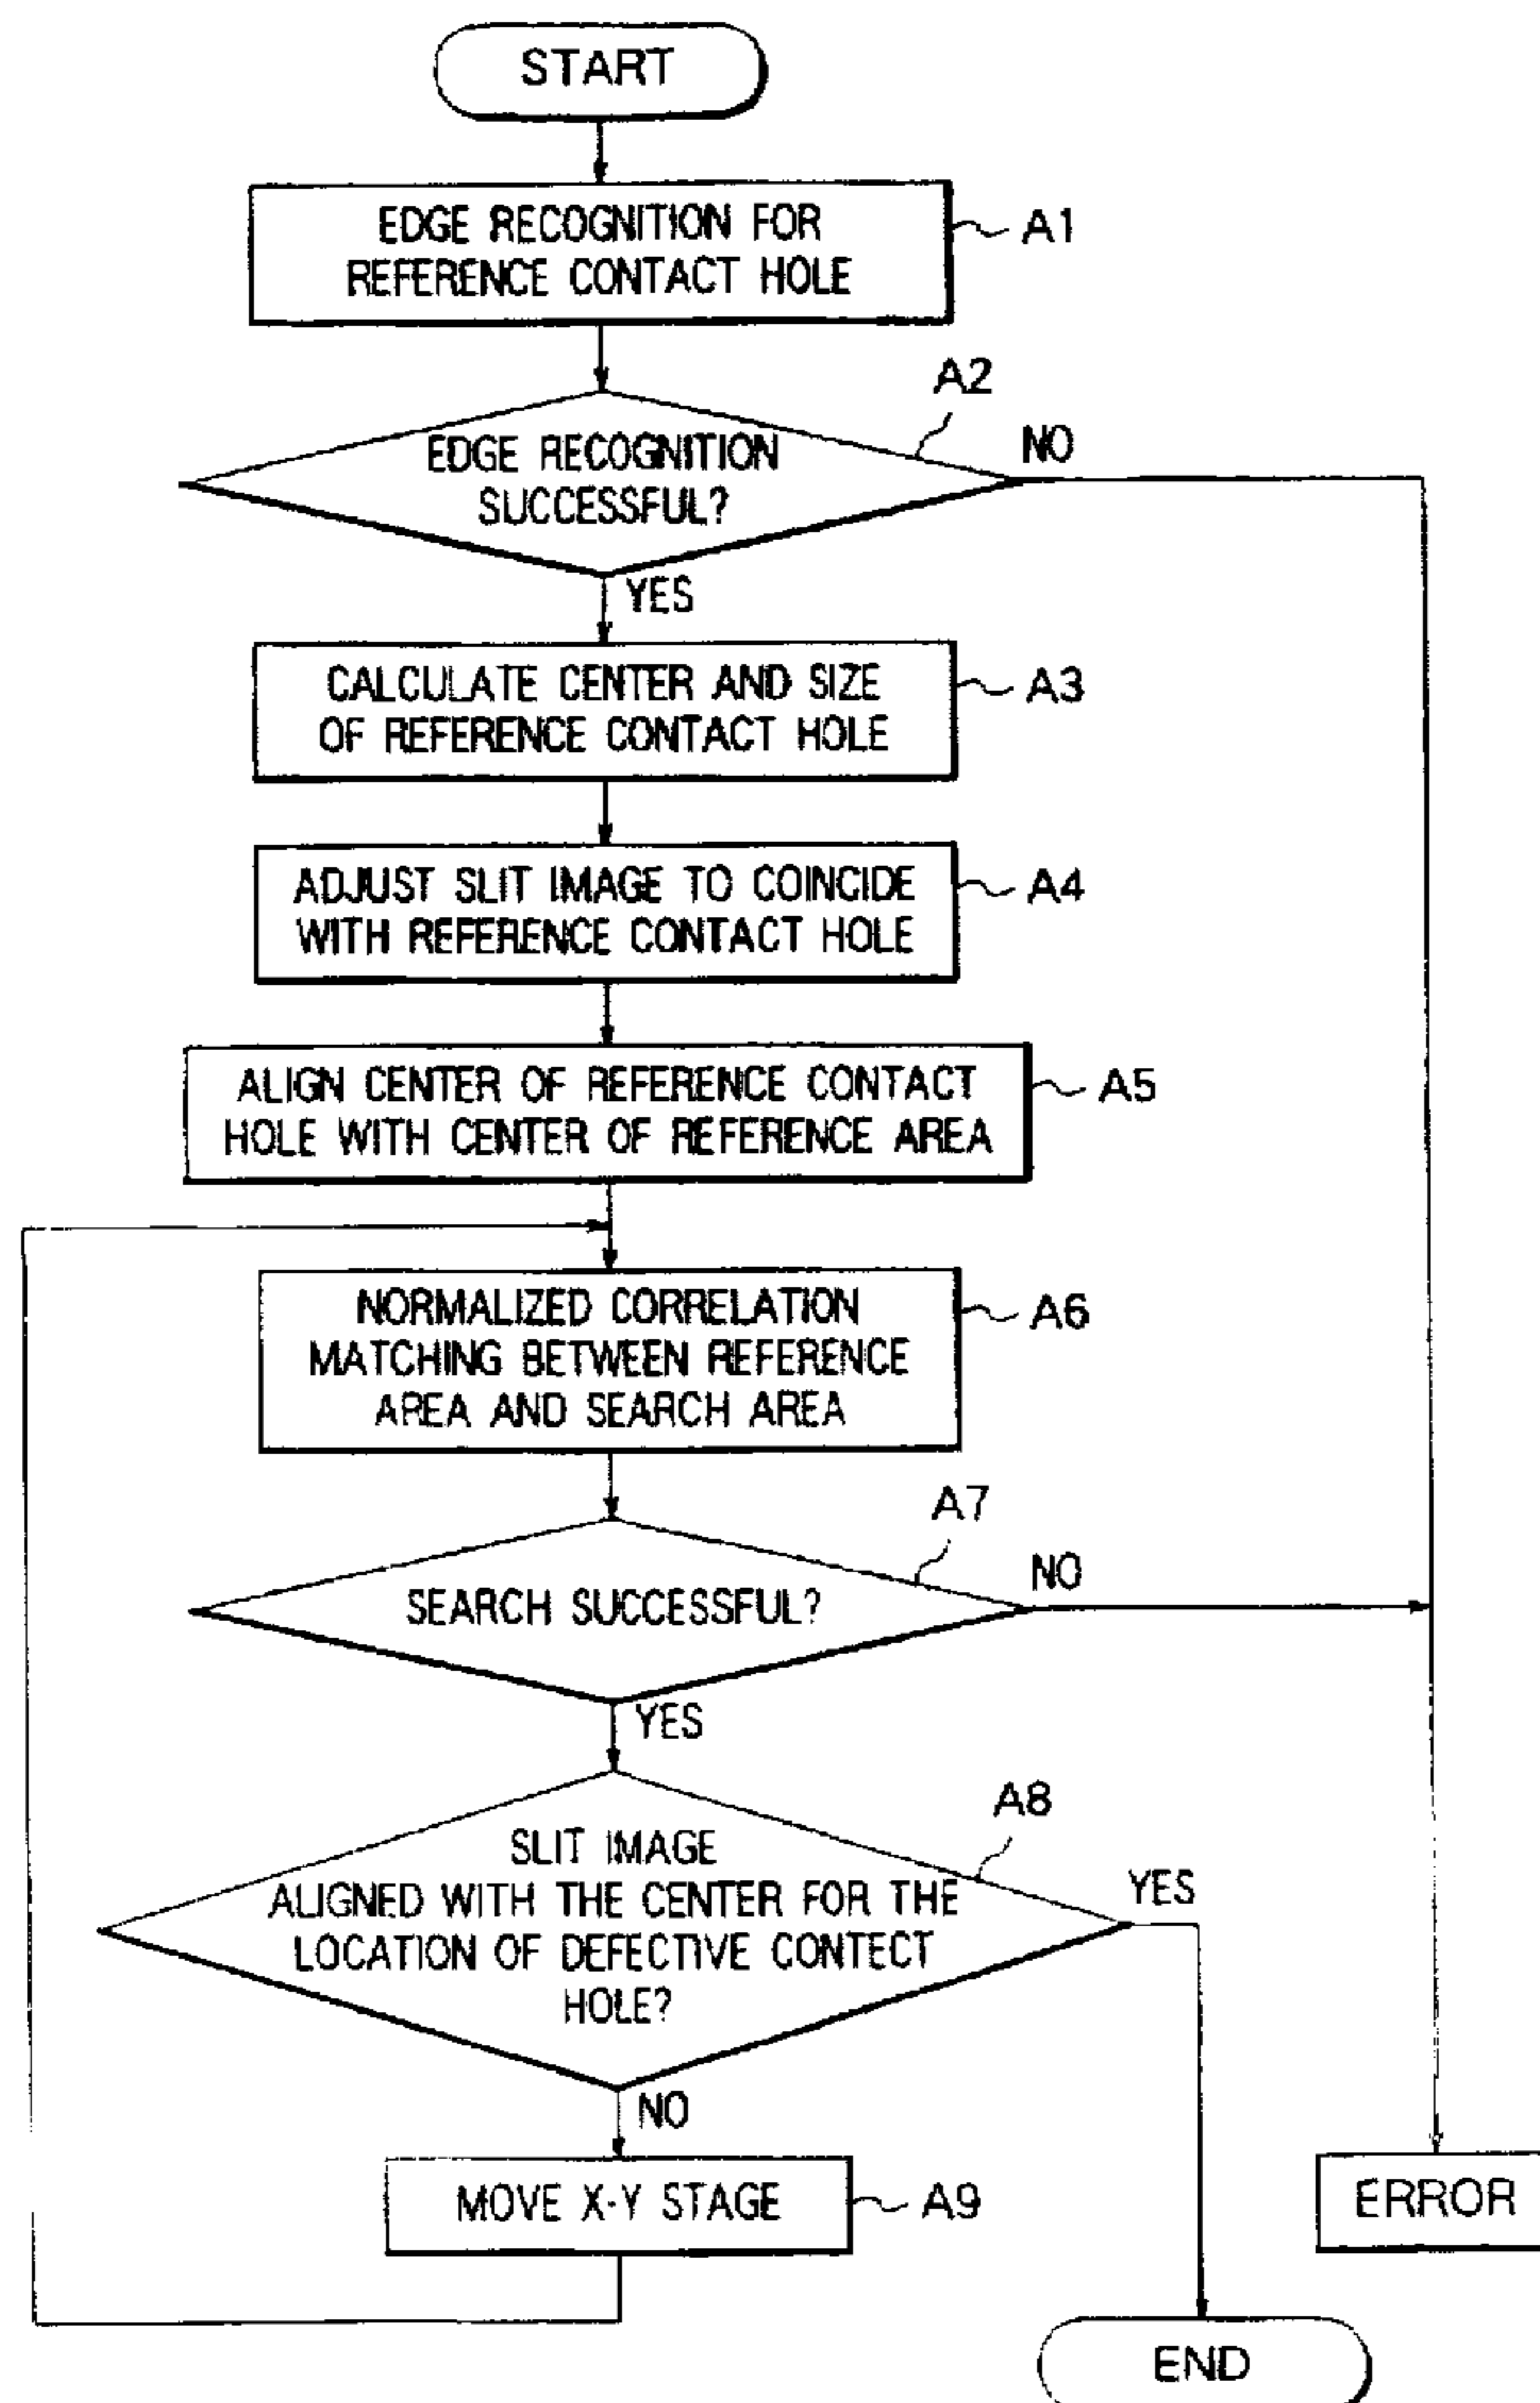 START
EDGE RECOGNITION FOR
REFERENCE CONTACT HOLE
A1
A2
EDGE RECOGNITION
SUCCESSFUL?
NO
YES
CALCULATE CENTER AND SIZE
OF REFERENCE CONTACT HOLE
A3
ADJUST SLIT IMAGE TO COINCIDE
WITH REFERENCE CONTACT HOLE
A4
ALIGN CENTER OF REFERENCE CONTACT
HOLE WITH CENTER OF REFERENCE AREA
A5
NORMALIZED CORRELATION
MATCHING BETWEEN REFERENCE
AREA AND SEARCH AREA
A6
A7
SEARCH SUCCESSFUL?
NO
YES
A8
SLIT IMAGE
ALIGNED WITH THE CENTER FOR THE
LOCATION OF DEFECTIVE CONTECT
HOLE?
YES
NO
MOVE X-Y STAGE
A9
ERROR
END